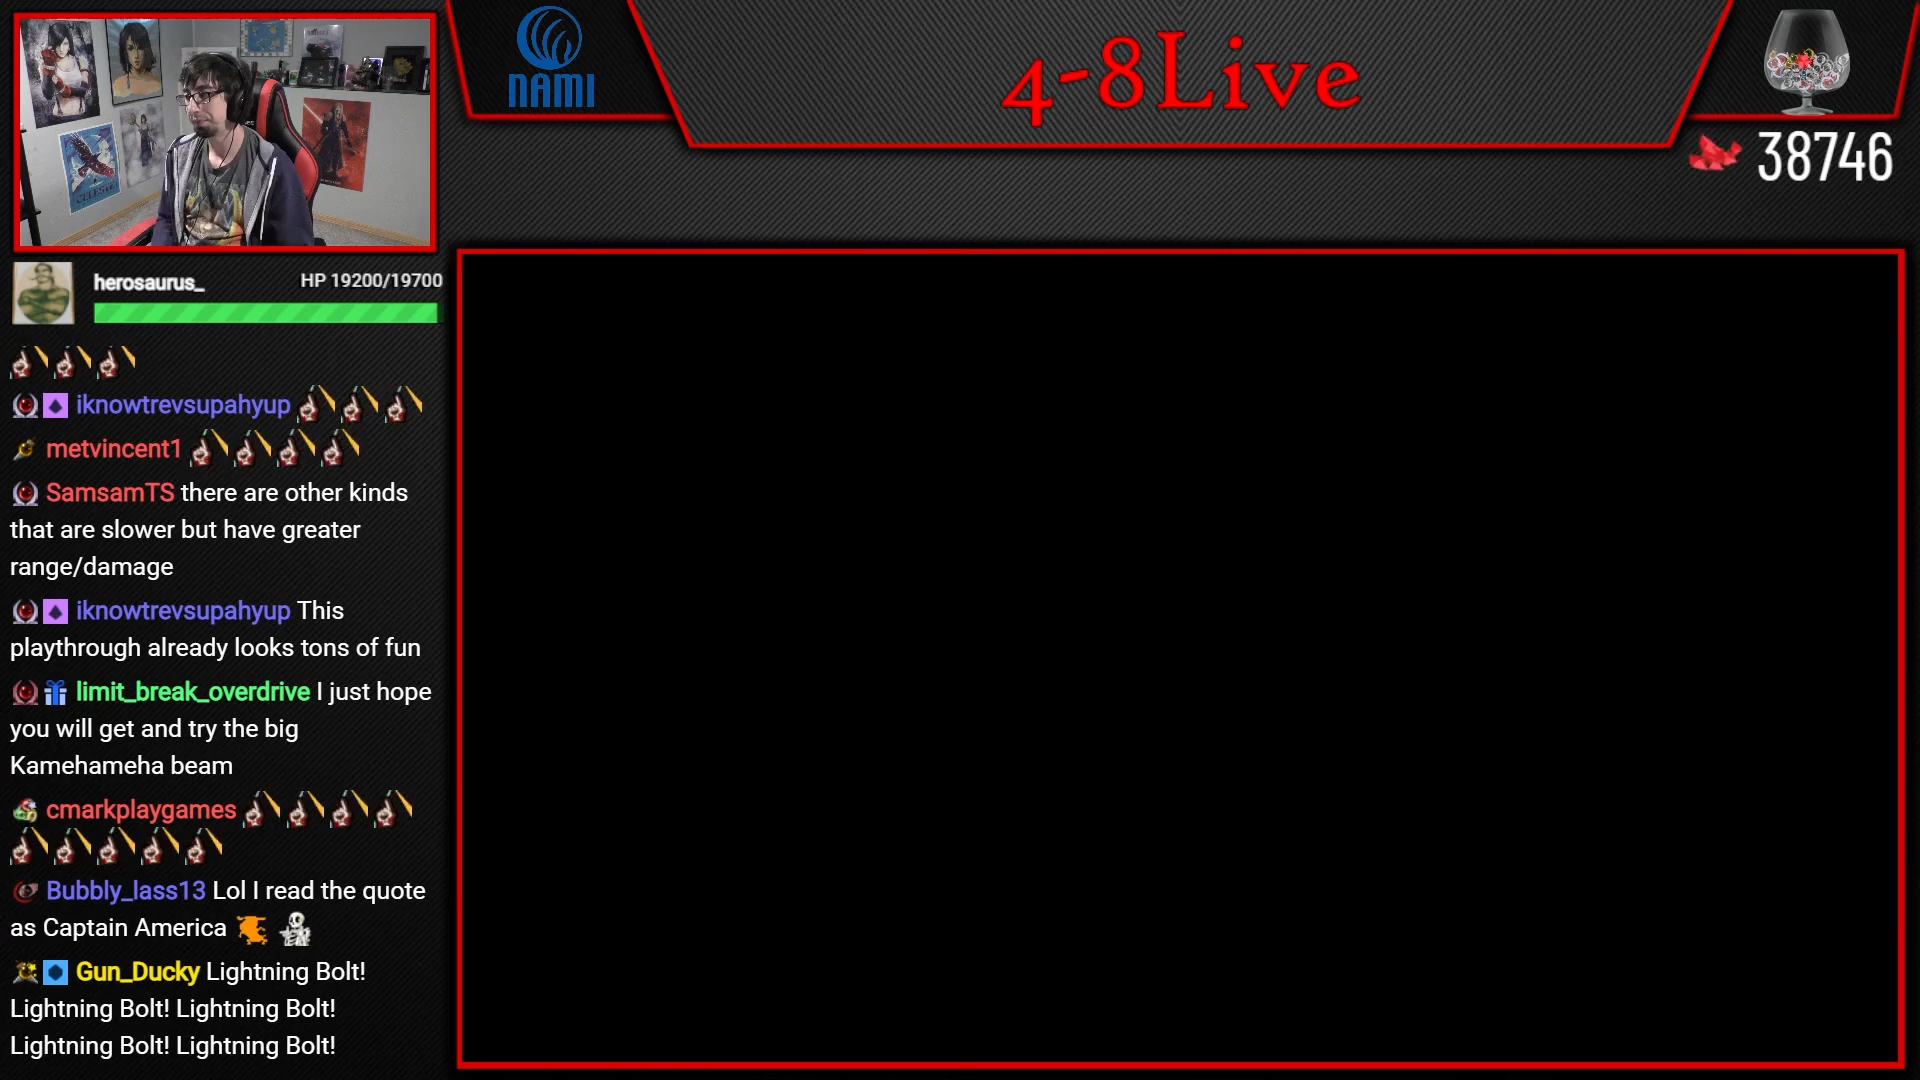 NAMI
4-8Live
38746
CELESTE
herosaurus_ HP 19200/19700
iknowtrevsupahyup
metvincent1
SamsamTS there are other kinds
that are slower but have greater
range/damage
iknowtrevsupahyup This
playthrough already looks tons of fun
limit_break_overdrive I just hope
you will get and try the big
Kamehameha beam
cmarkplaygames
Bubbly_lass13 Lol I read the quote
as Captain America
Gun_Ducky Lightning Bolt!
Lightning Bolt! Lightning Bolt!
Lightning Bolt! Lightning Bolt!